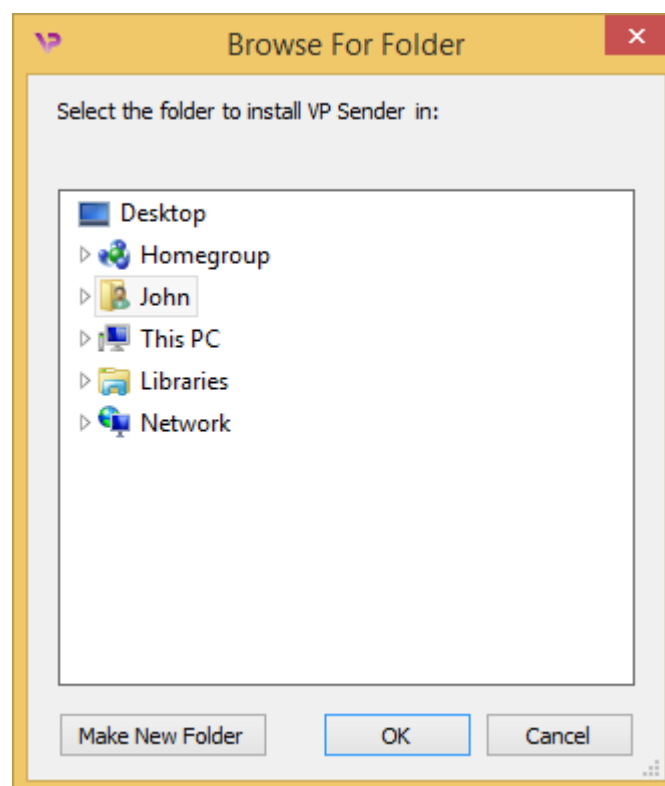 VP
Browse For Folder
Select the folder to install VP Sender in:
Desktop
Homegroup
John
This PC
Libraries
Network
Make New Folder
OK
Cancel